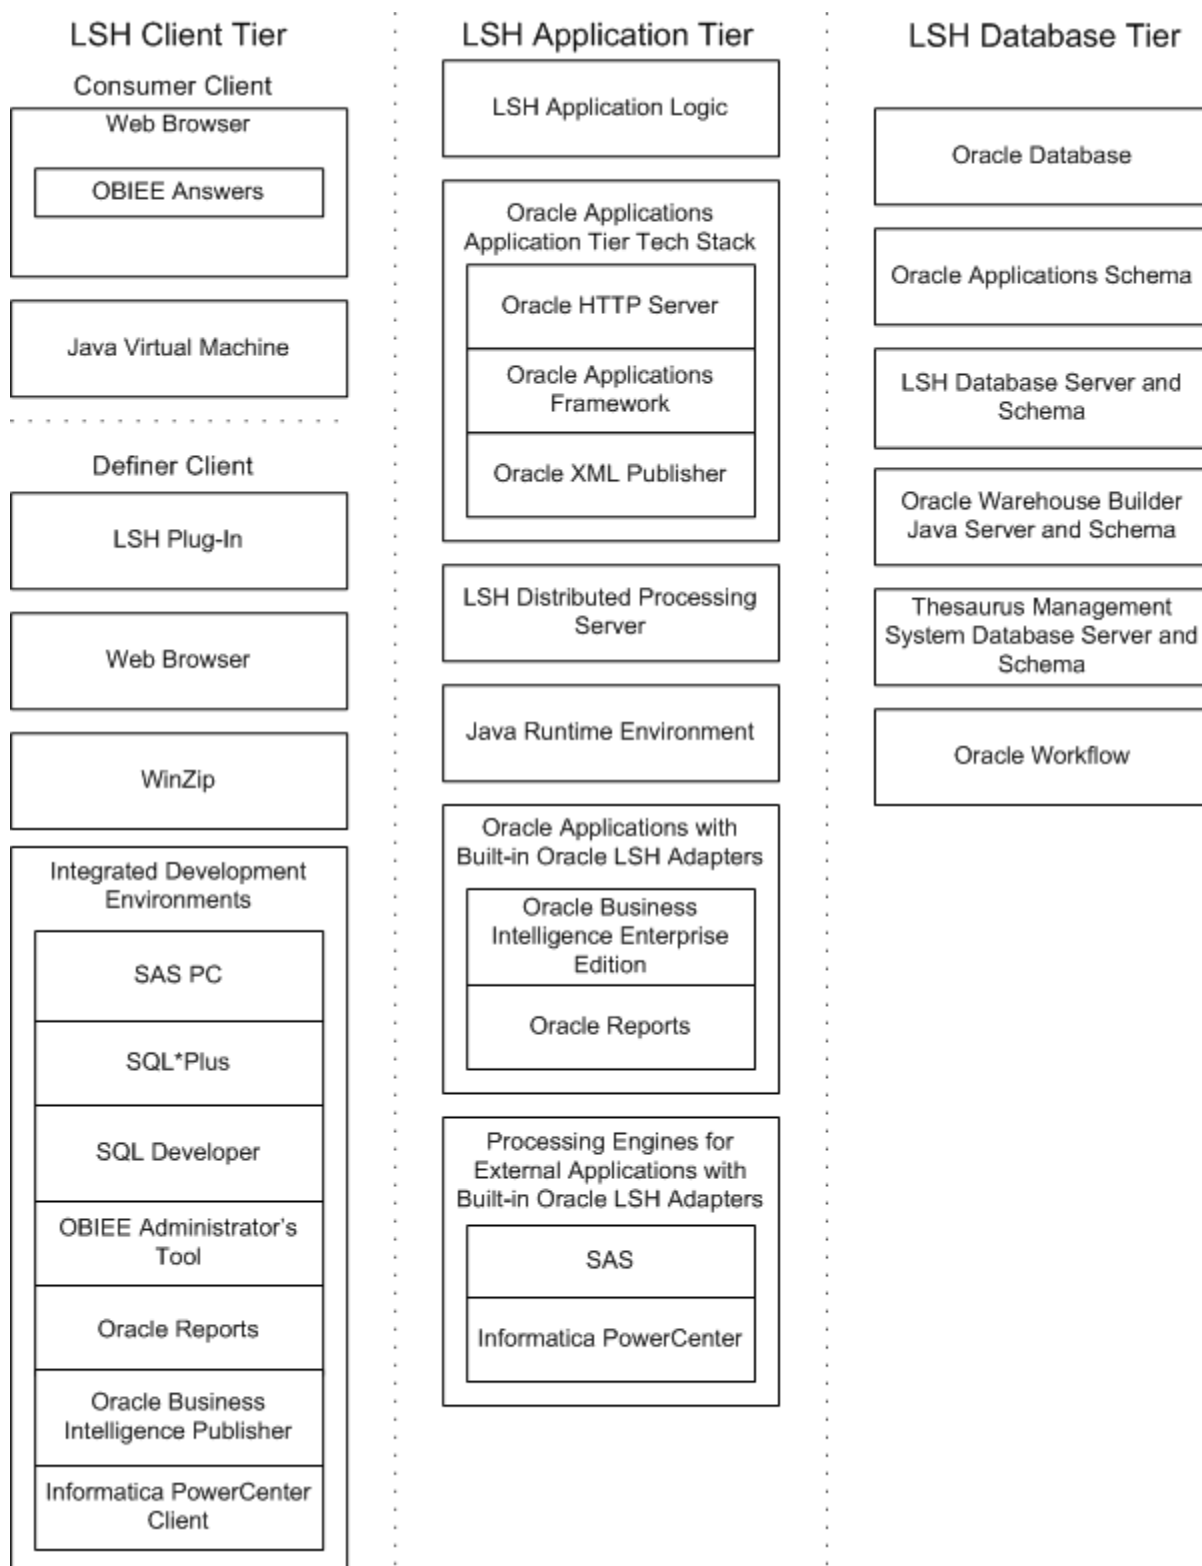 LSH Client Tier
Consumer Client
Web Browser
OBIEE Answers
Java Virtual Machine
Definer Client
LSH Plug-In
Web Browser
WinZip
Integrated Development
Environments
SAS PC
SQL*Plus
SQL Developer
OBIEE Administrator's
Tool
Oracle Reports
Oracle Business
Intelligence Publisher
Informatica PowerCenter
Client
LSH Application Tier
LSH Application Logic
Oracle Applications
Application Tier Tech Stack
Oracle HTTP Server
Oracle Applications
Framework
Oracle XML Publisher
LSH Distributed Processing
Server
Java Runtime Environment
Oracle Applications with
Built-in Oracle LSH Adapters
Oracle Business
Intelligence Enterprise
Edition
Oracle Reports
Processing Engines for
External Applications with
Built-in Oracle LSH Adapters
SAS
Informatica PowerCenter
LSH Database Tier
Oracle Database
Oracle Applications Schema
LSH Database Server and
Schema
Oracle Warehouse Builder
Java Server and Schema
Thesaurus Management
System Database Server and
Schema
Oracle Workflow